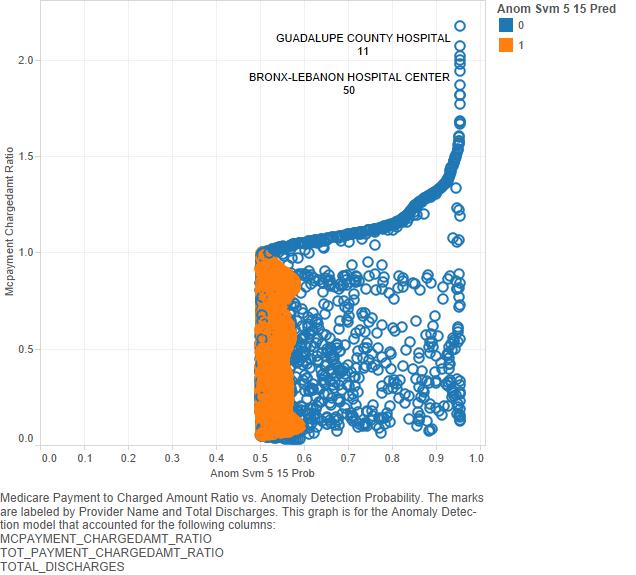 Anom Svm 5 15 Pred
0
1
GUADALUPE COUNTY HOSPITAL
11
BRONX-LEBANON HOSPITAL CENTER
50
2.0
1.5
1.0
0.5
0.0
Mcpayment Chargedamt Ratio
0.0 0.1 0.2 0.3 0.4 0.5 0.6 0.7 0.8 0.9 1.0
Anom Svm 5 15 Prob
Medicare Payment to Charged Amount Ratio vs. Anomaly Detection Probability. The marks
are labeled by Provider Name and Total Discharges. This graph is for the Anomaly Detec-
tion model that accounted for the following columns:
MCPAYMENT_CHARGEDAMT_RATIO
TOT_PAYMENT_CHARGEDAMT_RATIO
TOTAL_DISCHARGES